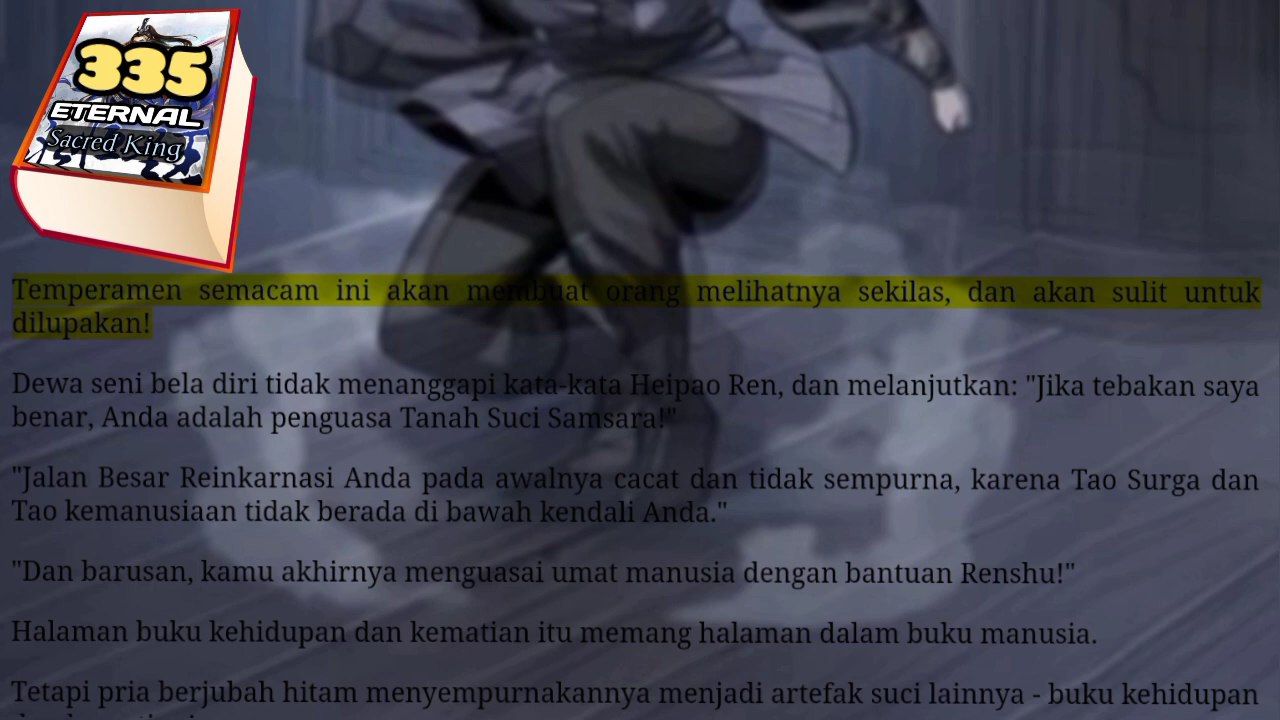 335
ETERNAL
Sacred King
Temperamen semacam ini akan membuat orang melihatnya sekilas, dan akan sulit untuk
dilupakan!
Dewa seni bela diri tidak menanggapi kata-kata Heipao Ren, dan melanjutkan: "Jika tebakan saya
benar, Anda adalah penguasa Tanah Suci Samsara!"
"Jalan Besar Reinkarnasi Anda pada awalnya cacat dan tidak sempurna, karena Tao Surga dan
Tao kemanusiaan tidak berada di bawah kendali Anda."
"Dan barusan, kamu akhirnya menguasai umat manusia dengan bantuan Renshu!"
Halaman buku kehidupan dan kematian itu memang halaman dalam buku manusia.
Tetapi pria berjubah hitam menyempurnakannya menjadi artefak suci lainnya - buku kehidupan